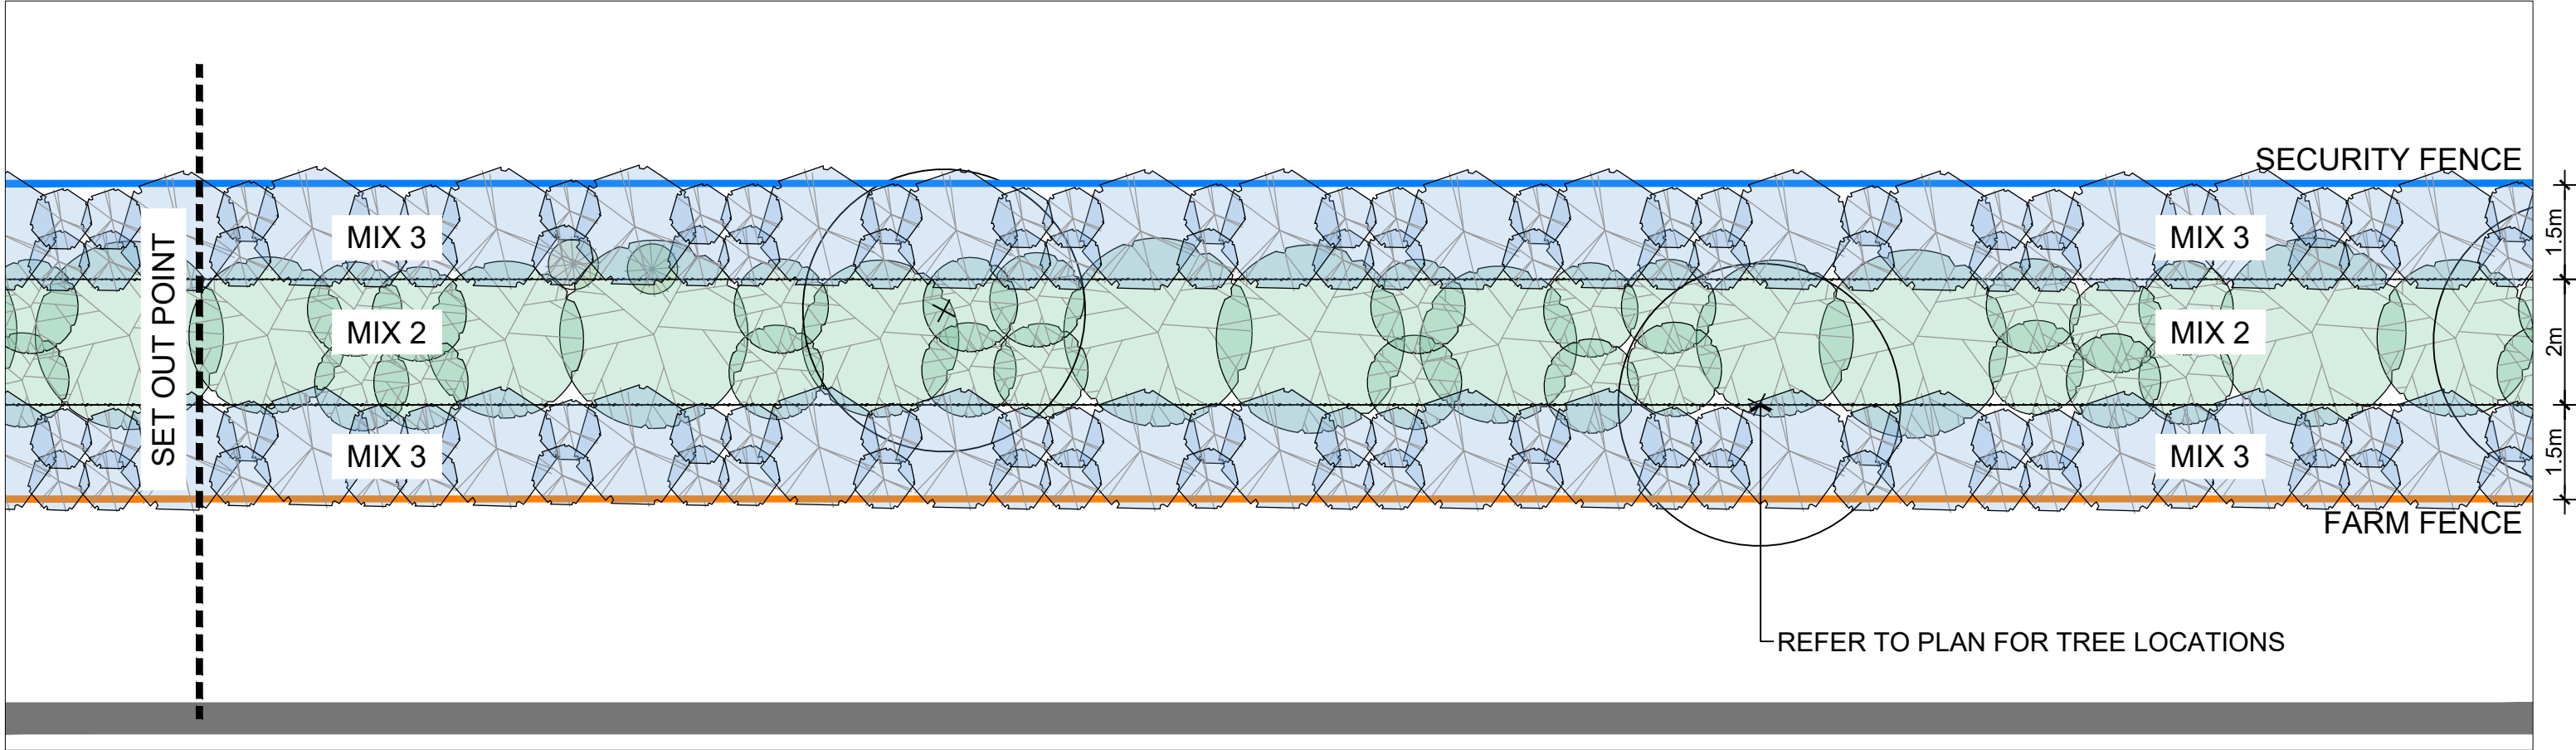 SECURITY FENCE
SET OUT POINT
MIX 3
MIX 3
1.5m
MIX 2
MIX 2
2m
MIX 3
MIX 3
1.5m
FARM FENCE
REFER TO PLAN FOR TREE LOCATIONS